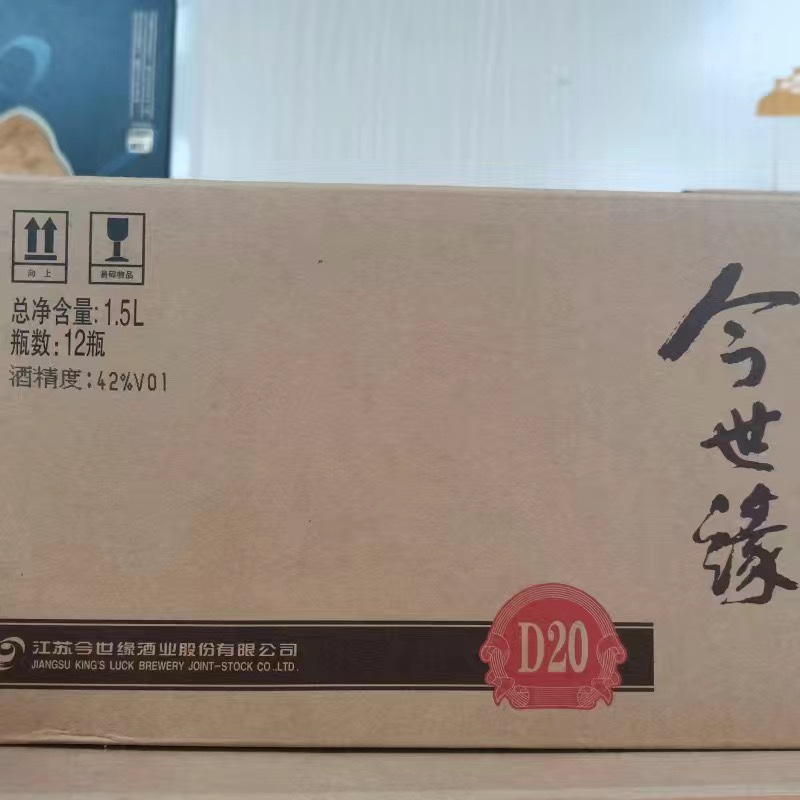 向上
易碎物品
总净含量:1.5L
瓶数:12瓶
酒精度:42%VOl
今世缘
江苏今世缘酒业股份有限公司
JIANGSU KING'S LUCK BREWERY JOINT-STOCK CO.,LTD.
D20